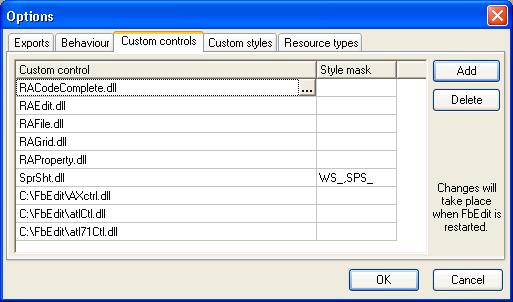 Options
Exports Behaviour Custom controls Custom styles Resource types
Custom control Style mask
RACodeComplete.dll ...
RAEdit.dll
RAFile.dll
RAGrid.dll
RAProperty.dll
SprSht.dll WS_,SPS_
C:\FbEdit\AXctrl.dll
C:\FbEdit\atlCtl.dll
C:\FbEdit\atl71Ctl.dll
Add
Delete
Changes will
take place
when FbEdit is
restarted.
OK Cancel